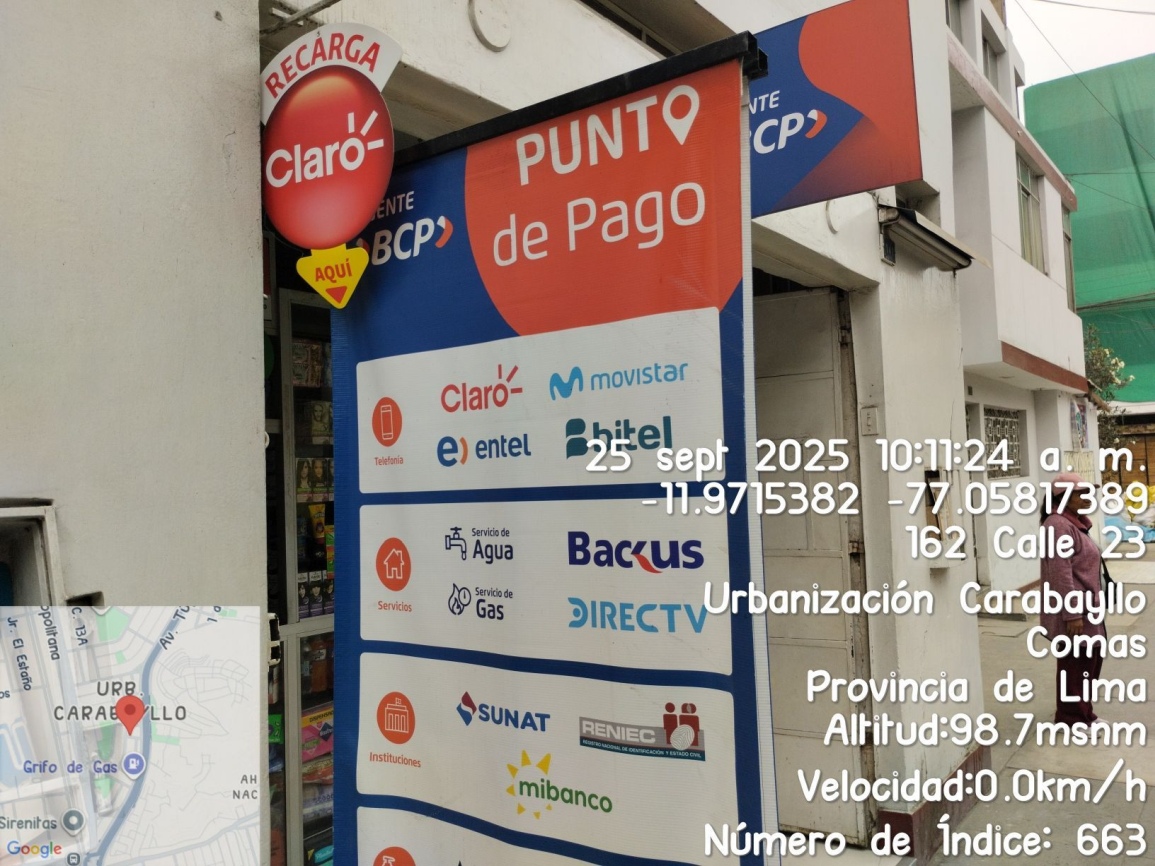 RECARGA
Claro
AQUÍ
BCP
PUNTO
de Pago
Claro
movistar
entel
bitel
Telefonía
Servicio de
Agua
Backus
Servicios
Servicio de
Gas
DIRECTV
SUNAT
RENIEC
REGISTRO NACIONAL DE IDENTIFICACIÓN Y ESTADO CIVIL
Instituciones
mibanco
25 sept 2025 10:11:24 a. m.
-11.9715382 -77.05817389
162 Calle 23
Urbanización Carabayllo
Comas
Provincia de Lima
Altitud:98.7msnm
Velocidad:0.0km/h
Número de Índice: 663
Jr. El Estaño
C. 13A
URB.
CARABAYLLO
Grifo de Gas
AH
NAC
Sirenitas
Google